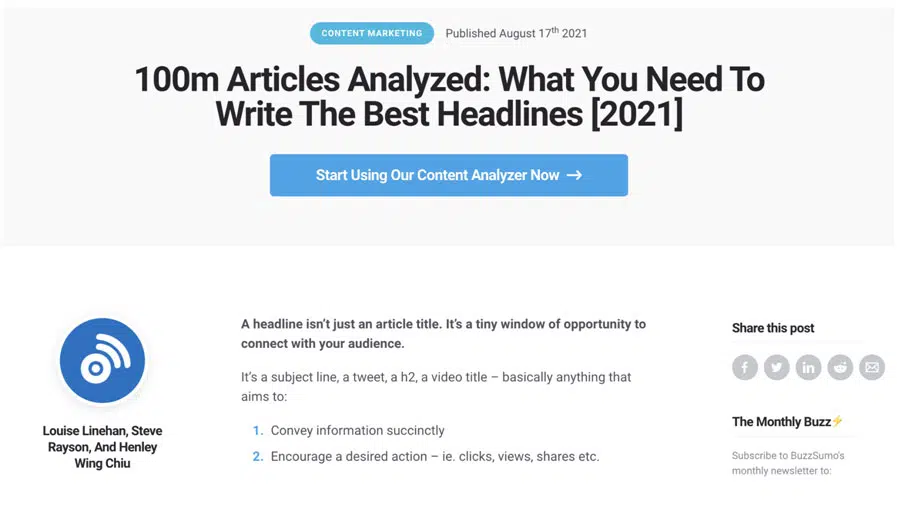 CONTENT MARKETING
Published August 17th 2021
100m Articles Analyzed: What You Need To
Write The Best Headlines [2021]
Start Using Our Content Analyzer Now →
Louise Linehan, Steve
Rayson, And Henley
Wing Chiu
A headline isn’t just an article title. It’s a tiny window of opportunity to
connect with your audience.
It’s a subject line, a tweet, a h2, a video title – basically anything that
aims to:
1. Convey information succinctly
2. Encourage a desired action – ie. clicks, views, shares etc.
Share this post
The Monthly Buzz⚡
Subscribe to BuzzSumo's
monthly newsletter to: